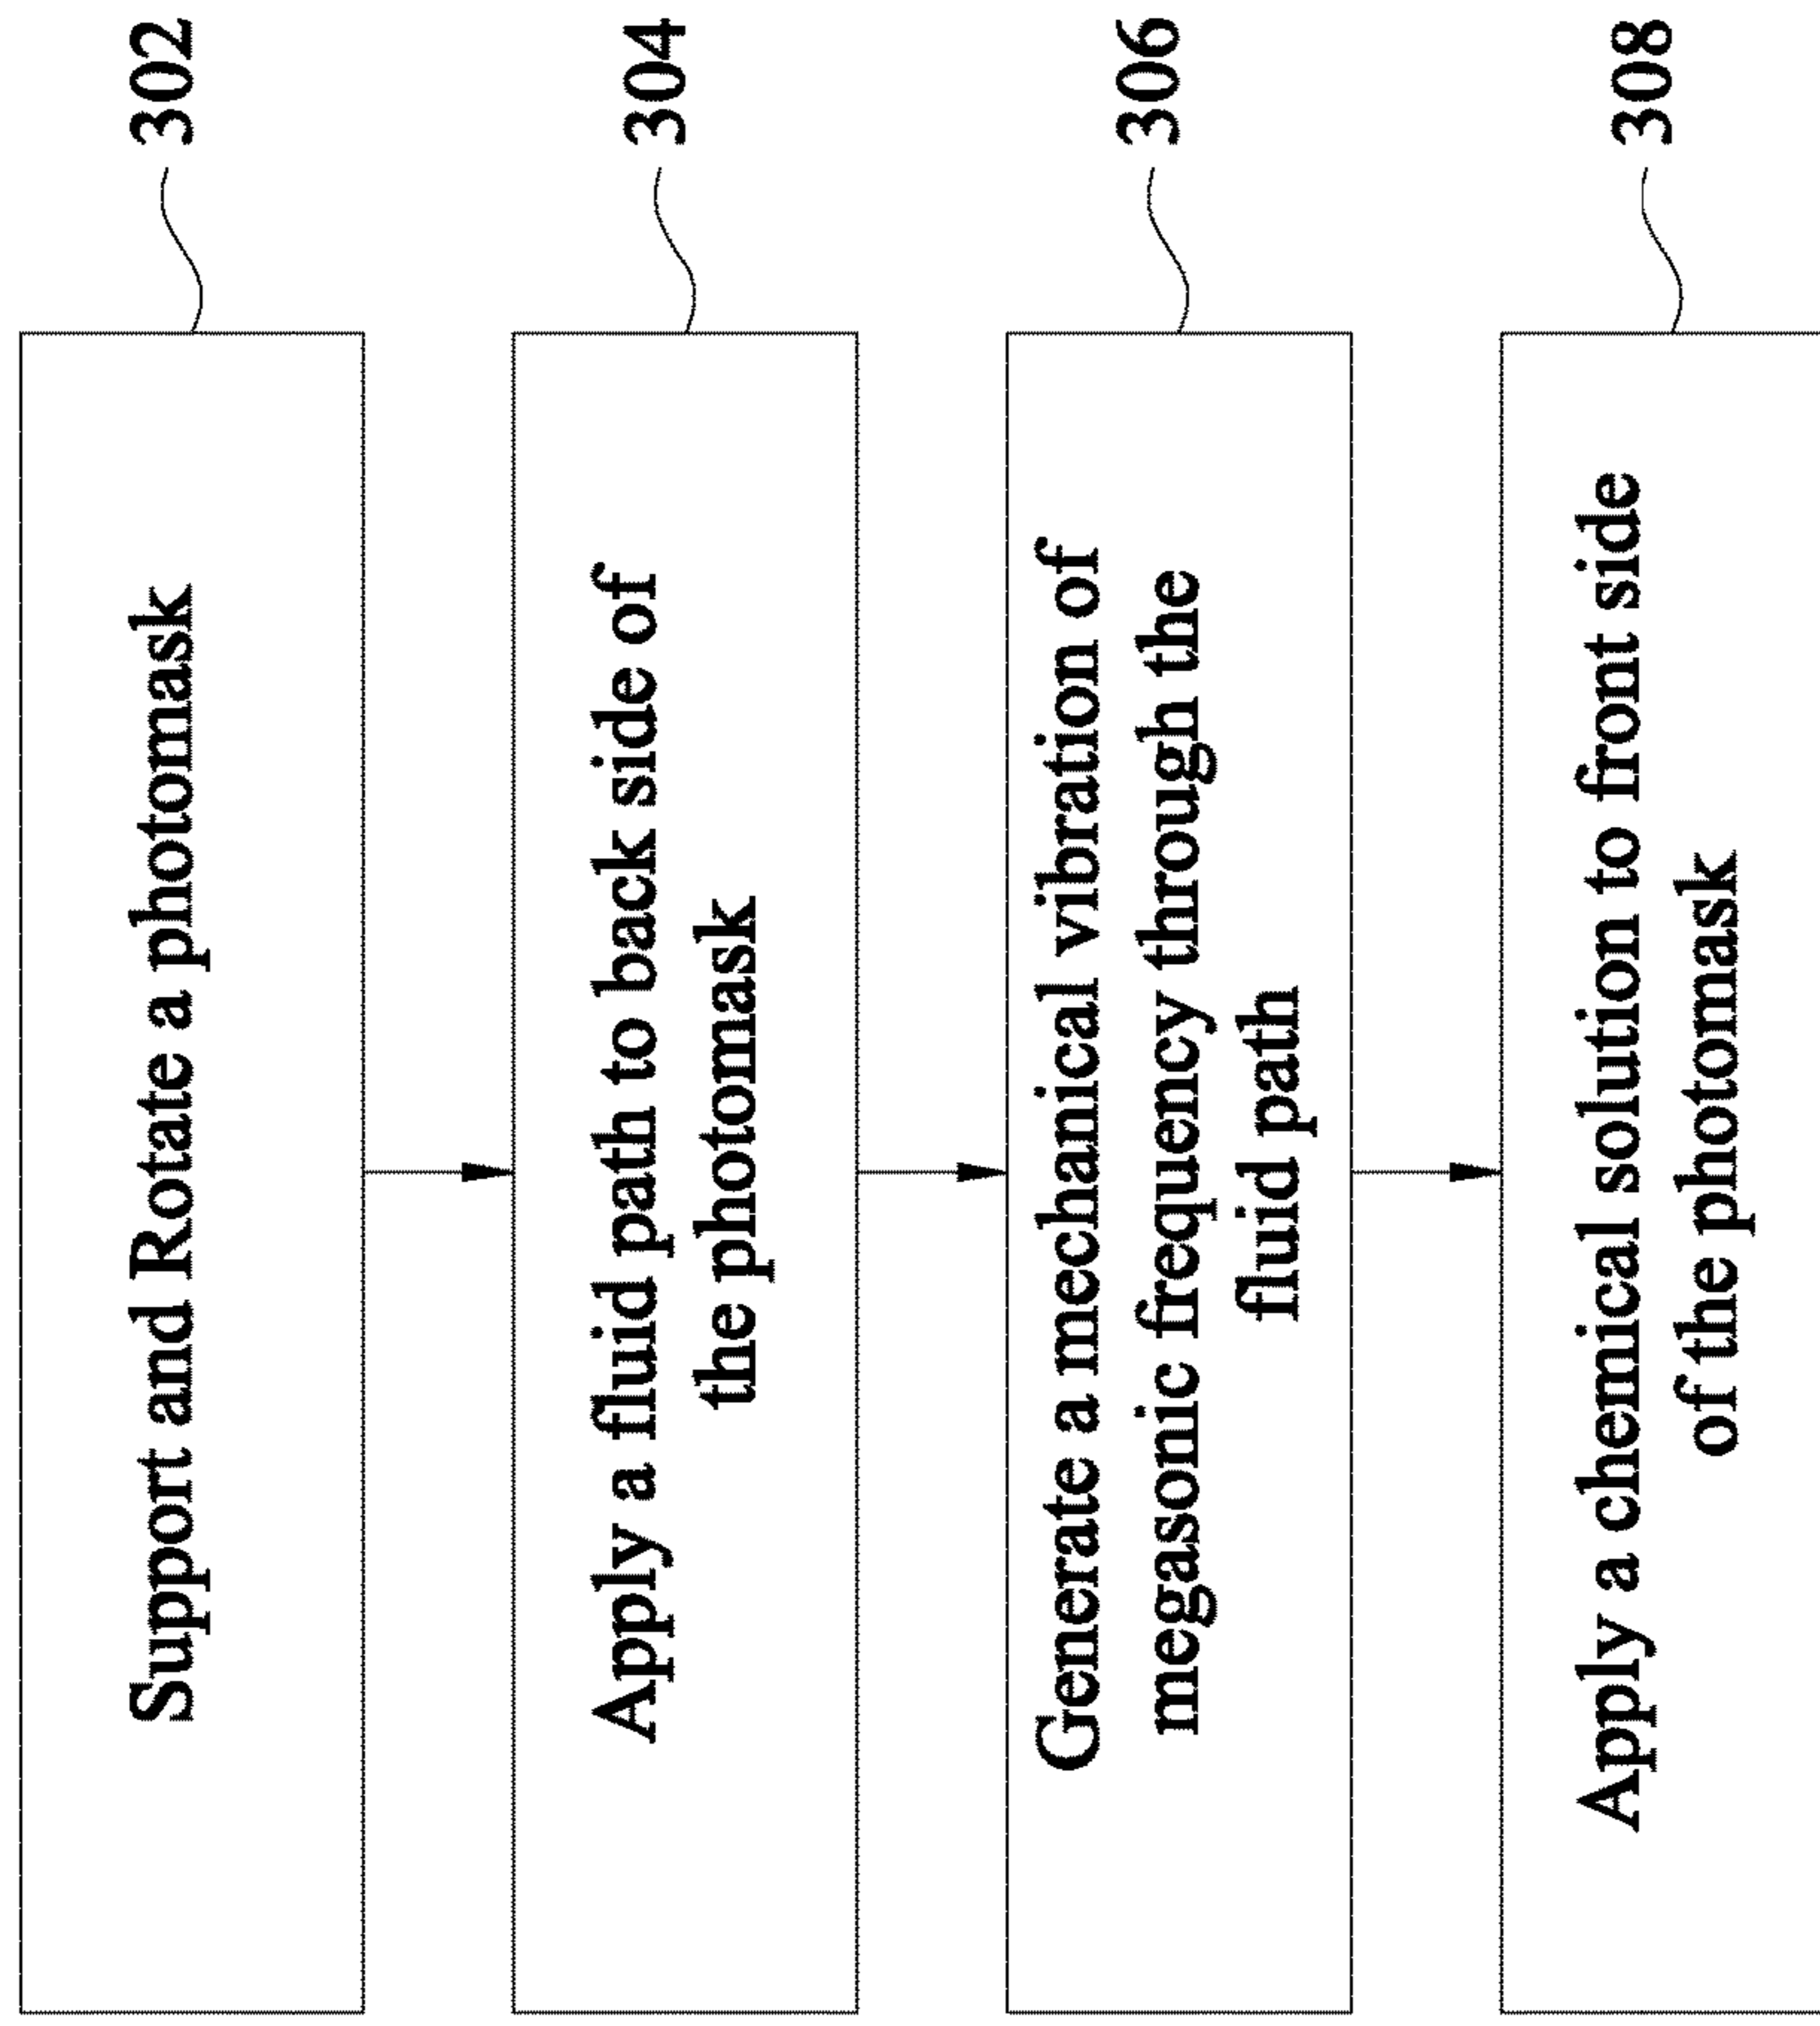 Support and Rotate a photomask
302
Apply a fluid path to back side of
the photomask
304
Generate a mechanical vibration of
megasonic frequency through the
fluid path
306
Apply a chemical solution to front side
of the photomask
308